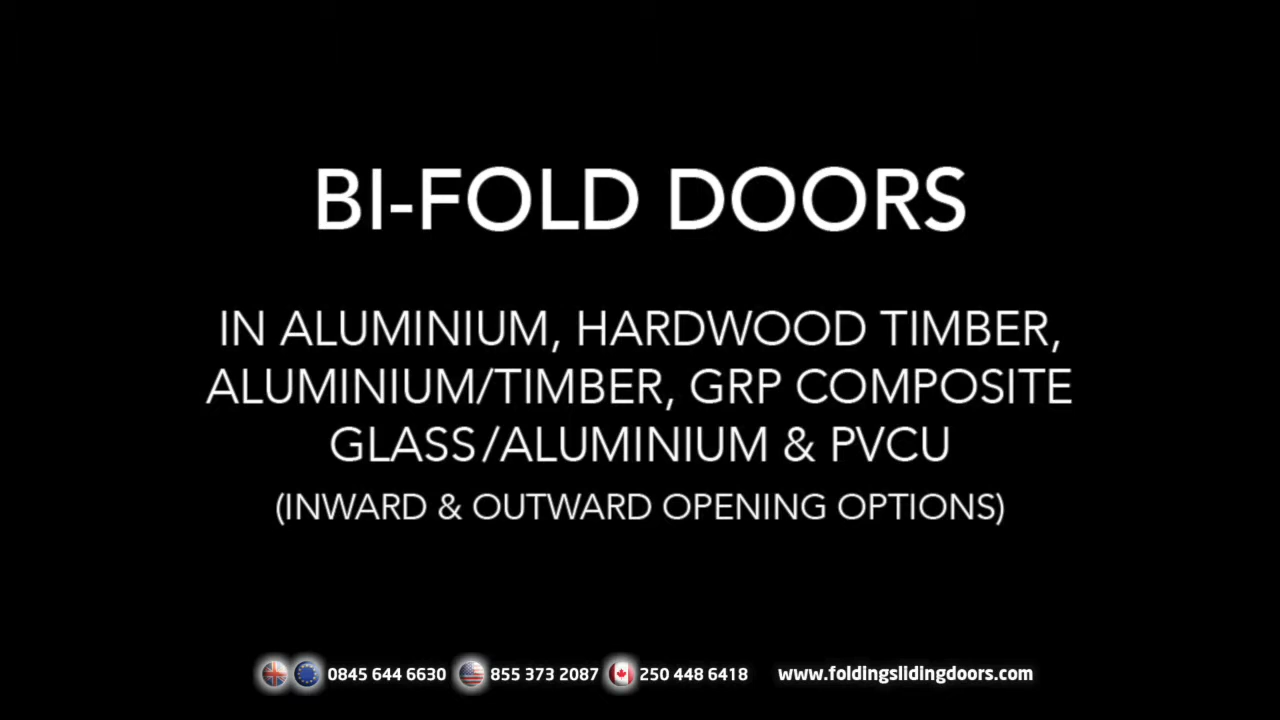 BI-FOLD DOORS
IN ALUMINIUM, HARDWOOD TIMBER,
ALUMINIUM/TIMBER, GRP COMPOSITE
GLASS/ALUMINIUM & PVCU
(INWARD & OUTWARD OPENING OPTIONS)
0845 644 6630 855 373 2087 250 448 6418 www.foldingslidingdoors.com